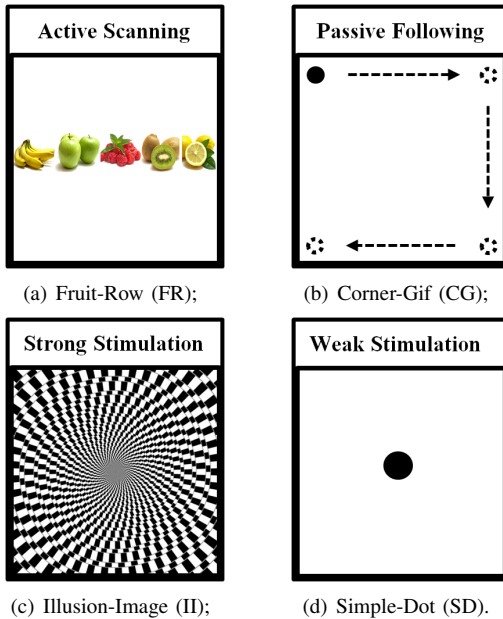 Active Scanning
Passive Following
(a) Fruit-Row (FR);
(b) Corner-Gif (CG);
Strong Stimulation
Weak Stimulation
(c) Illusion-Image (II);
(d) Simple-Dot (SD).